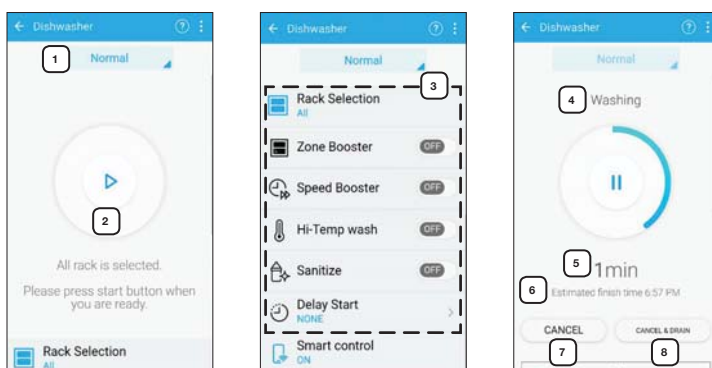 Dishwasher ?
1 Normal
2
All rack is selected.
Please press start button when
you are ready.
Rack Selection
All
Dishwasher ?
Normal
3
Rack Selection
All
Zone Booster OFF
Speed Booster OFF
Hi-Temp wash OFF
Sanitize OFF
Delay Start
NONE
Smart control
ON
Dishwasher ?
Normal
4 Washing
5 1min
6 Estimated finish time 6:57 PM
CANCEL CANCEL & DRAIN
7 8